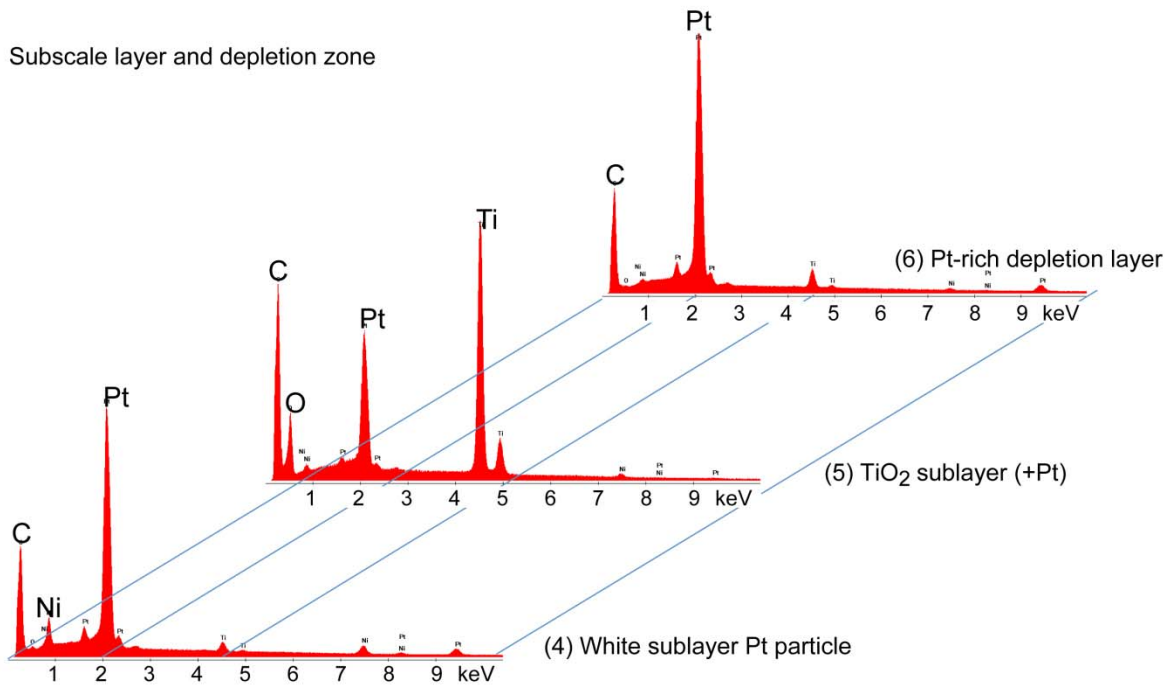 Subscale layer and depletion zone
Pt
Pt
C
Ni
Ni
O
Pt
Pt
Ti
Ti
Ni
Pt
Ni
Pt
(6) Pt-rich depletion layer
1 2 3 4 5 6 7 8 9 keV
Ti
C
Pt
O
Ni
Ni
Pt
Pt
Ti
Ni
Pt
Ni
Pt
(5) TiO2 sublayer (+Pt)
1 2 3 4 5 6 7 8 9 keV
Pt
C
Ni
O
Ni
Pt
Pt
Ti
Ti
Ni
Pt
Ni
Pt
(4) White sublayer Pt particle
1 2 3 4 5 6 7 8 9 keV